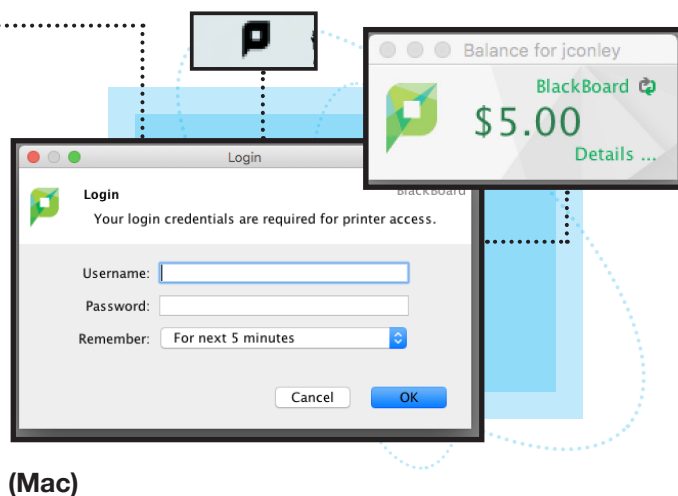 Balance for jconley
BlackBoard
$5.00
Details ...
Login
BlackBoard
Login
Your login credentials are required for printer access.
Username:
Password:
Remember: For next 5 minutes
Cancel OK
(Mac)